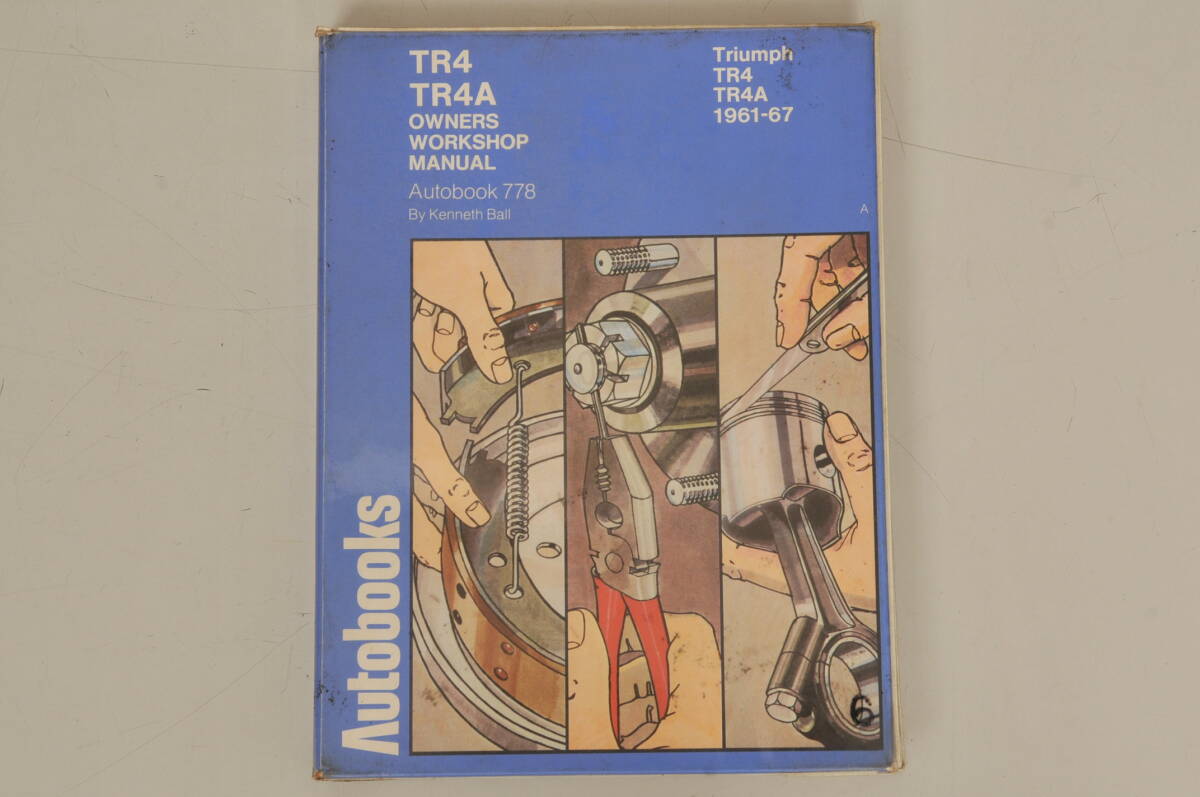 TR4
TR4A
OWNERS
WORKSHOP
MANUAL
Autobook 778
By Kenneth Ball
Triumph
TR4
TR4A
1961-67
A
Autobooks
6